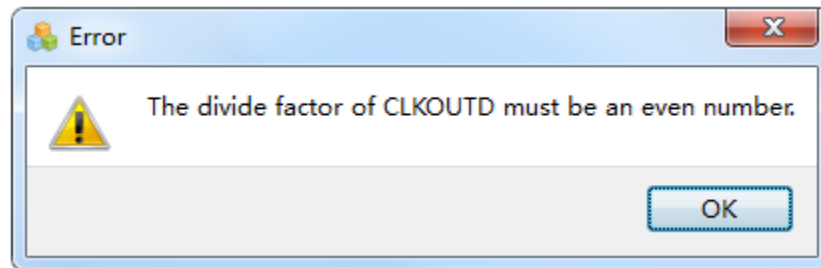 Error
The divide factor of CLKOUTD must be an even number.
OK